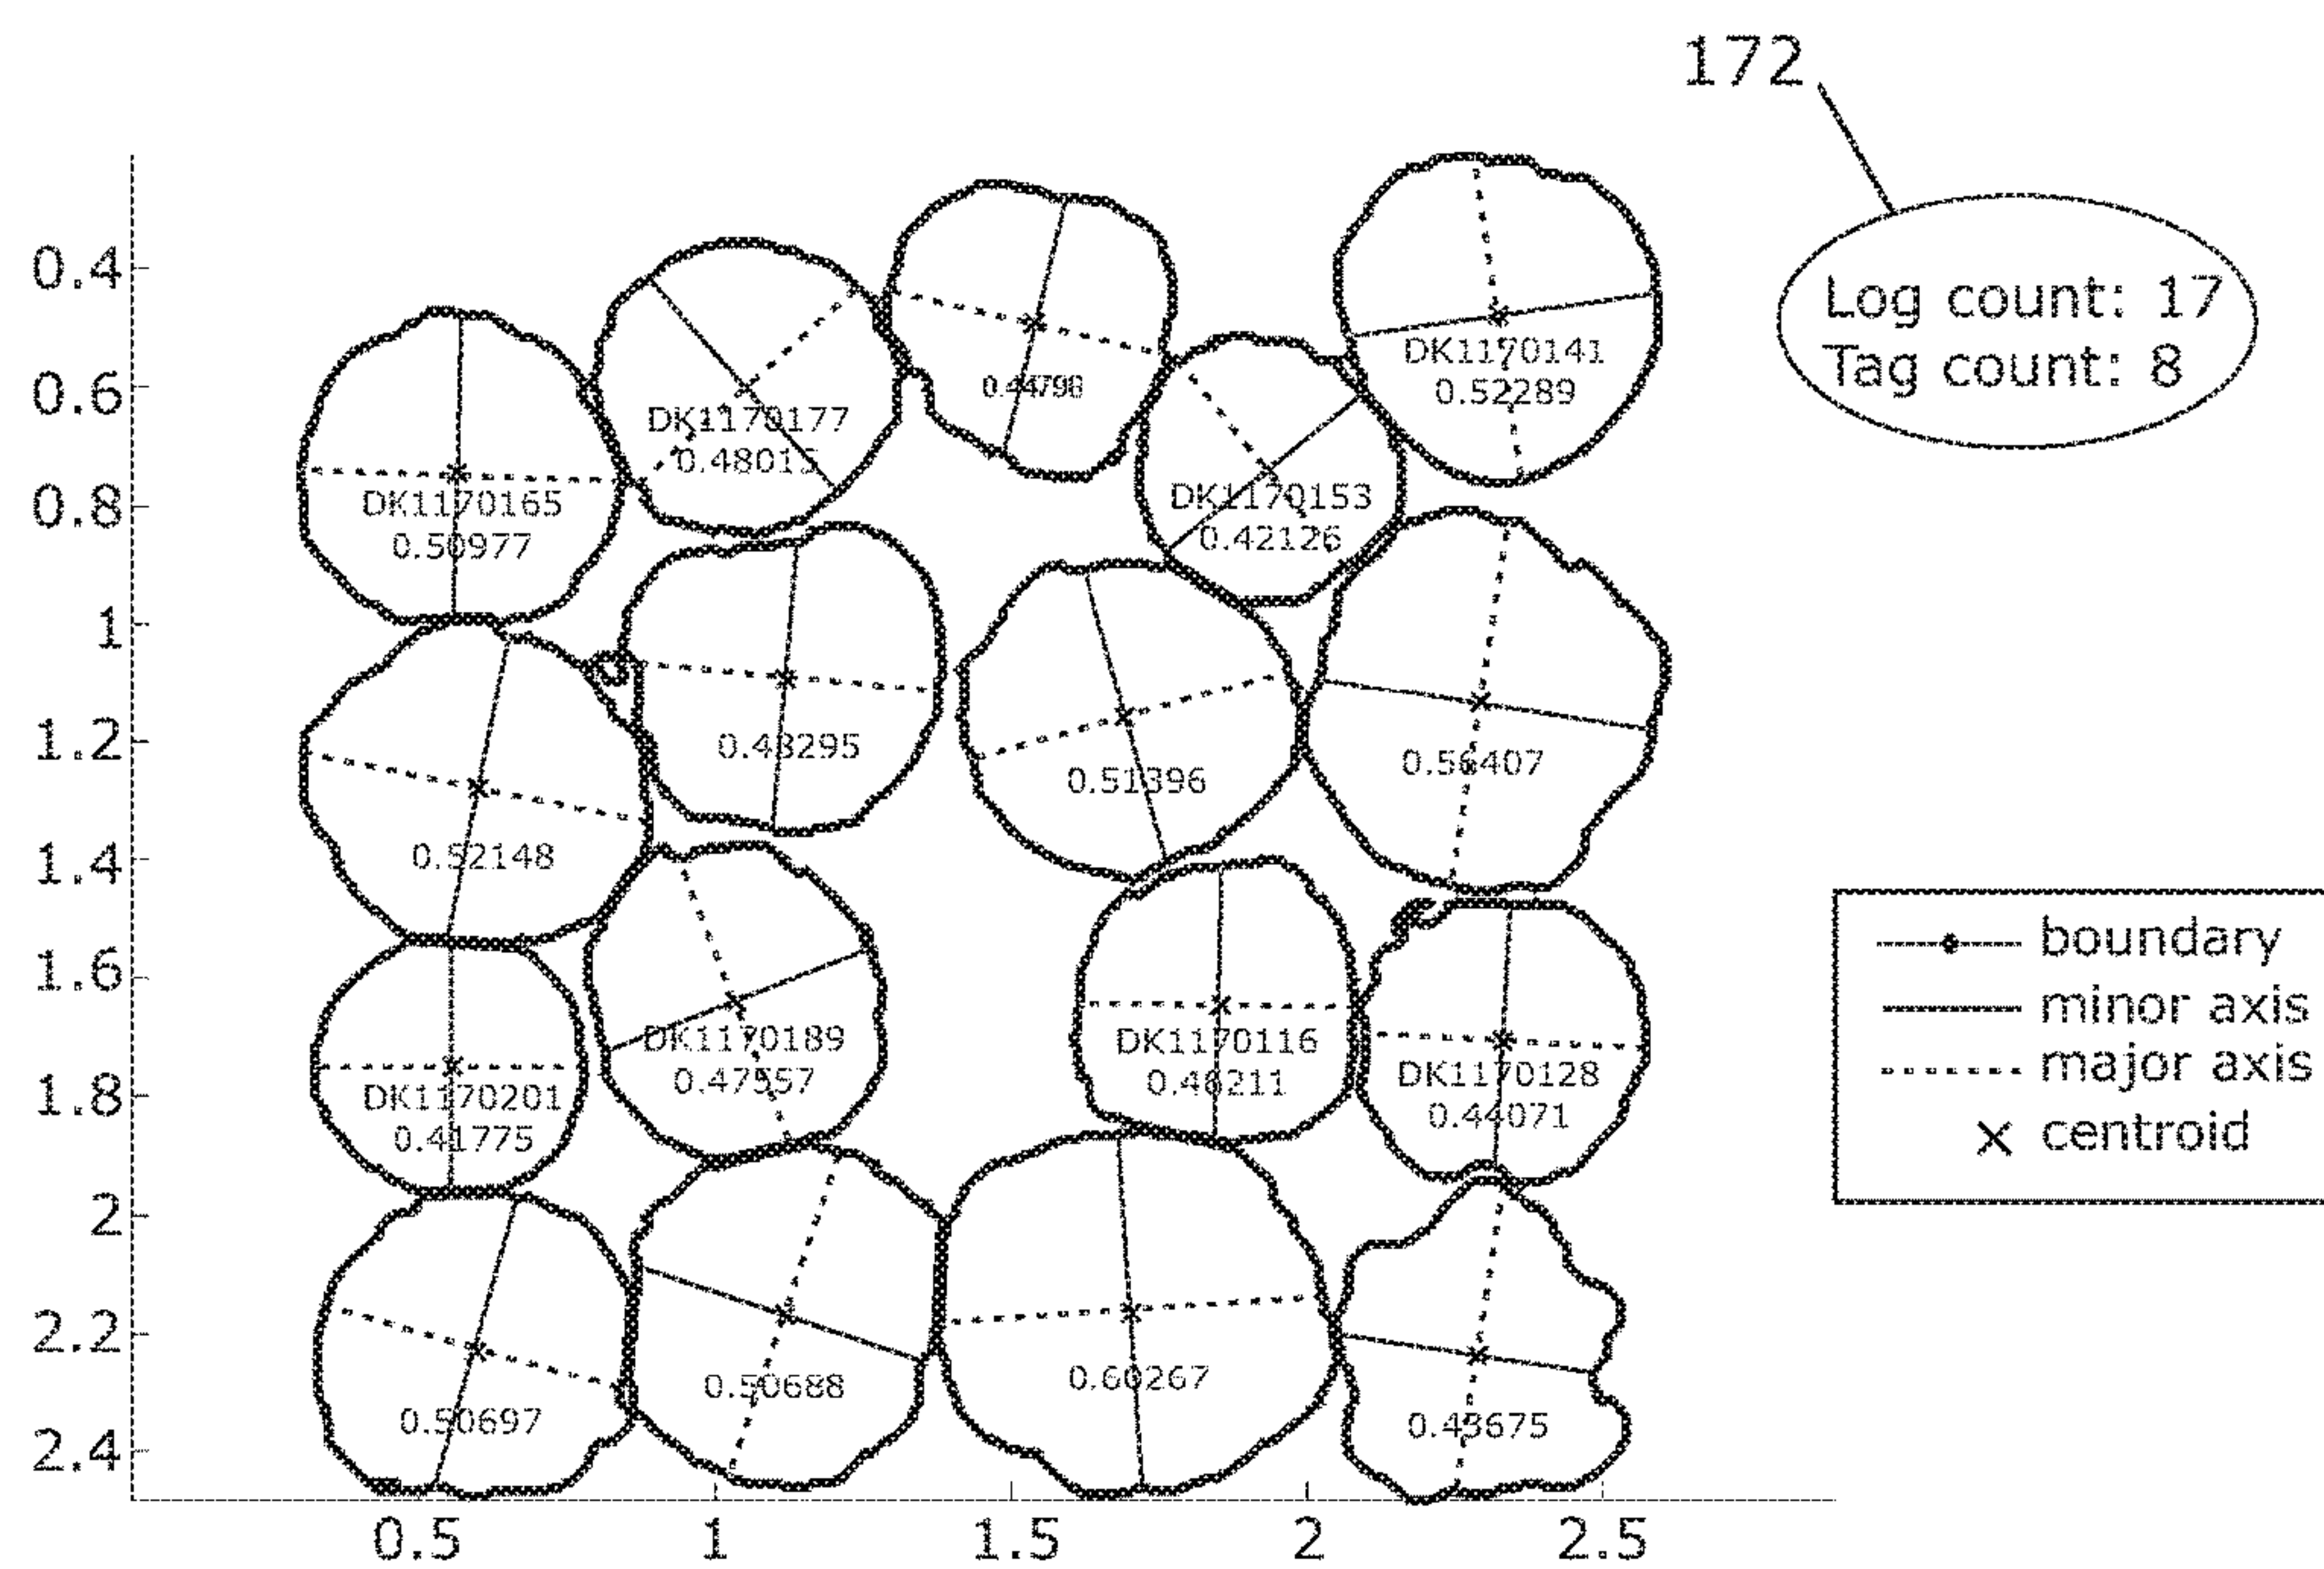 172
Log count: 17
Tag count: 8
0.4
0.6
0.8
1
1.2
1.4
1.6
1.8
2
2.2
2.4
0.5
1
1.5
2
2.5
0.44798
DK1170141
0.52289
DK1170177
0.48015
DK1170153
0.42126
DK1170165
0.50977
0.48295
0.51396
0.56407
0.52148
DK1170189
0.47557
DK1170116
0.46211
DK1170128
0.44071
DK1170201
0.41775
0.50697
0.50688
0.60267
0.43675
boundary
minor axis
major axis
centroid